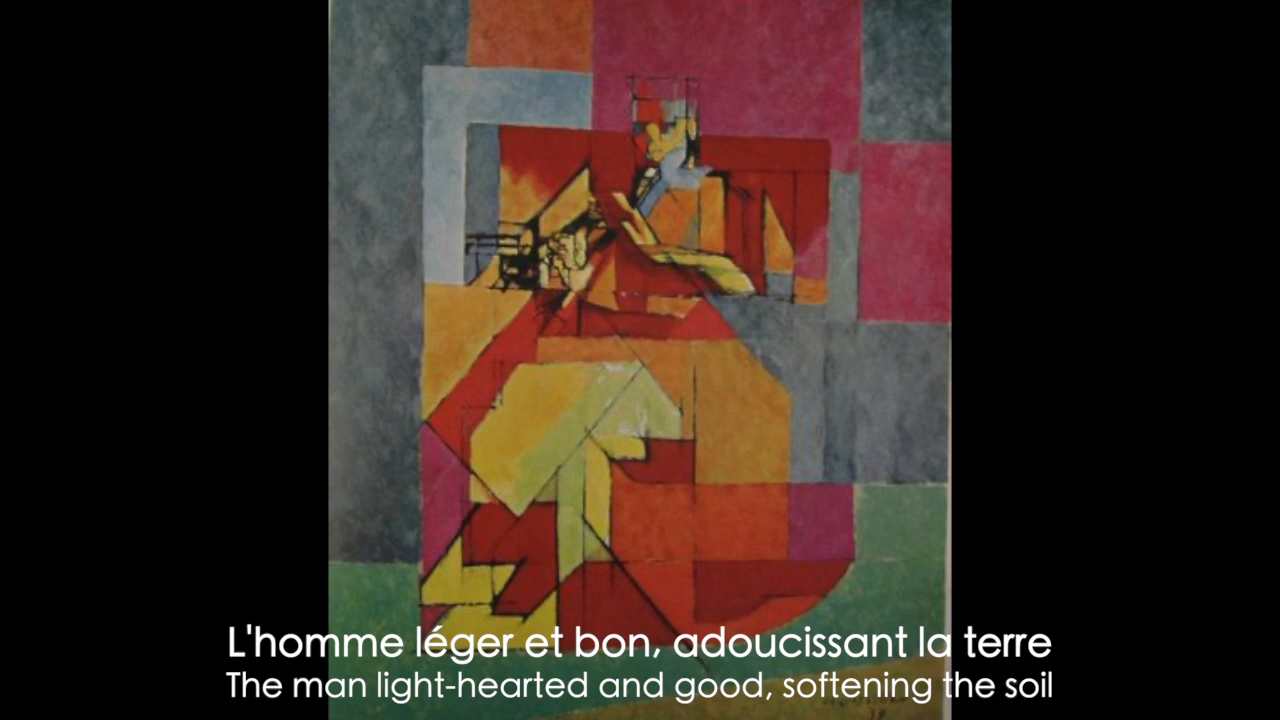 L'homme léger et bon, adoucissant la terre
The man light-hearted and good, softening the soil